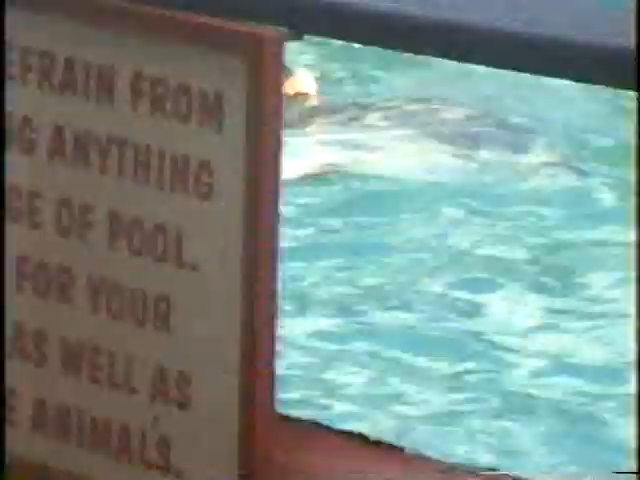 EFRAIN FROM
G ANYTHING
GE OF POOL.
FOR YOUR
AS WELL AS
E ANIMALS.